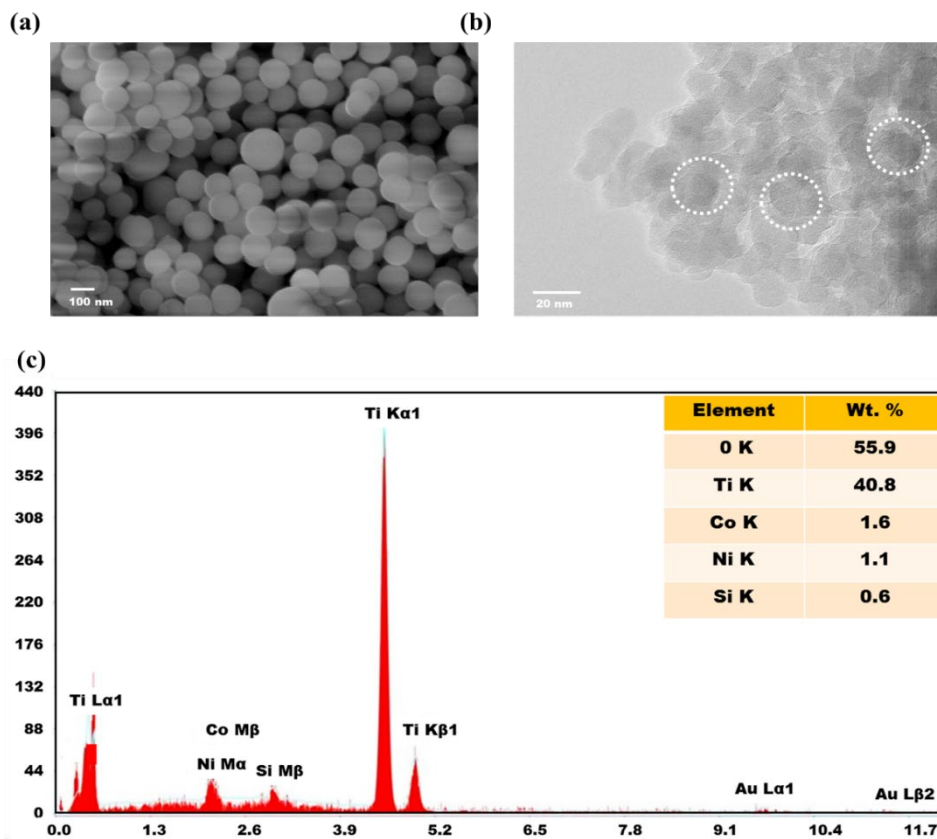 (a)
(b)
100 nm
20 nm
(c)
440
396
352
308
264
220
176
132
88
44
0
Ti Kα1
Ti Lα1
Co Mβ
Ni Mα
Si Mβ
Ti Kβ1
Au Lα1
Au Lβ2
Element Wt. %
0 K 55.9
Ti K 40.8
Co K 1.6
Ni K 1.1
Si K 0.6
0.0 1.3 2.6 3.9 5.2 6.5 7.8 9.1 10.4 11.7